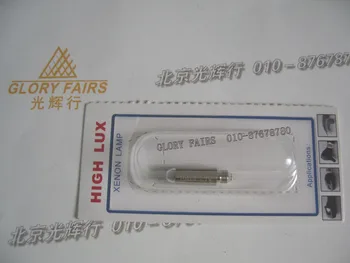 GLORY FAIRS
光辉行
北京光辉行 010-87678780
HIGH LUX
XENON LAMP
GLORY FAIRS 010-87678780
Applications
北京光辉行 010-8767